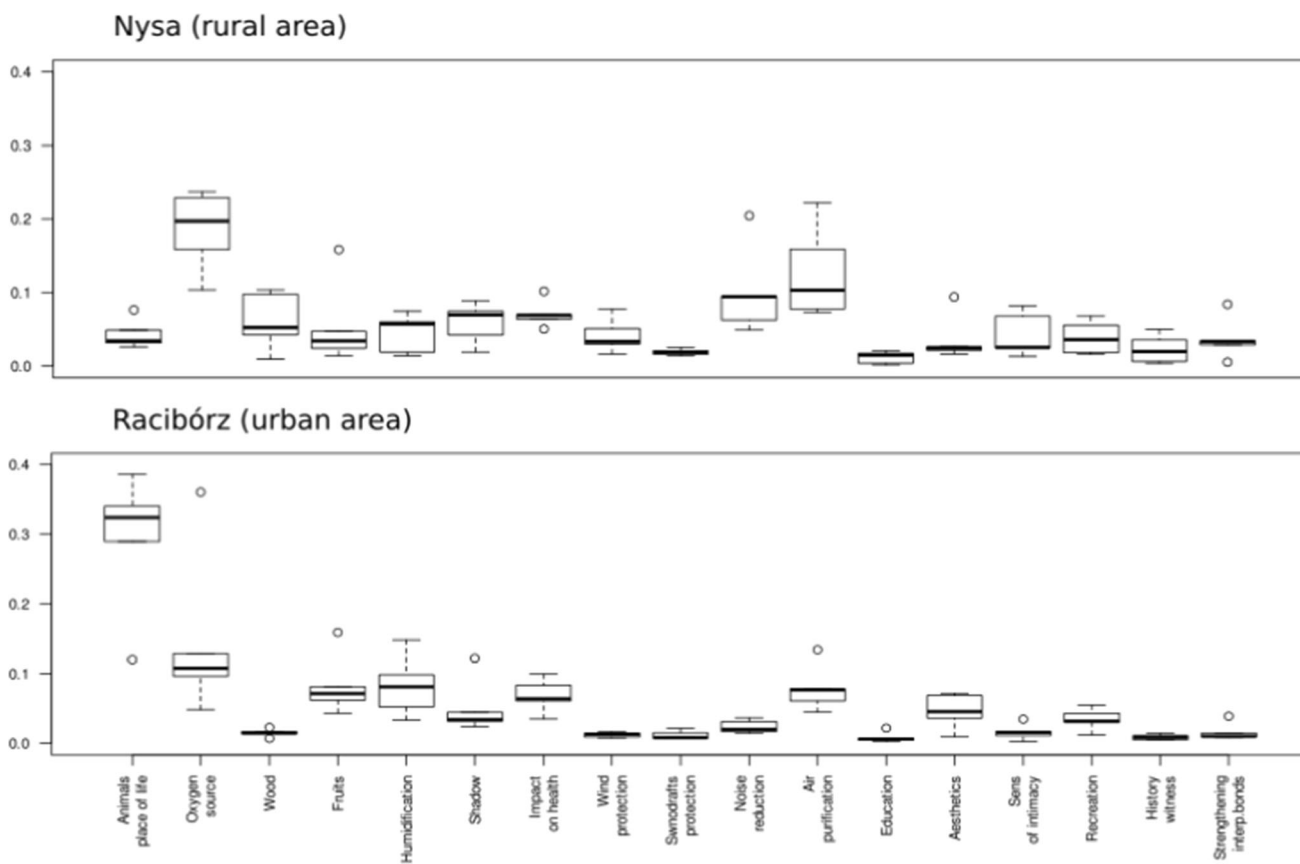 Nysa (rural area)
0.4
0.3
0.2
0.1
0.0
Racibórz (urban area)
0.4
0.3
0.2
0.1
0.0
Animals
place of life
Oxygen
source
Wood
Fruits
Humidification
Shadow
Impact
on health
Wind
protection
Swnodrafts
protection
Noise
reduction
Air
purification
Education
Aesthetics
Sens
of intimacy
Recreation
History
witness
Strengthening
interp.bonds